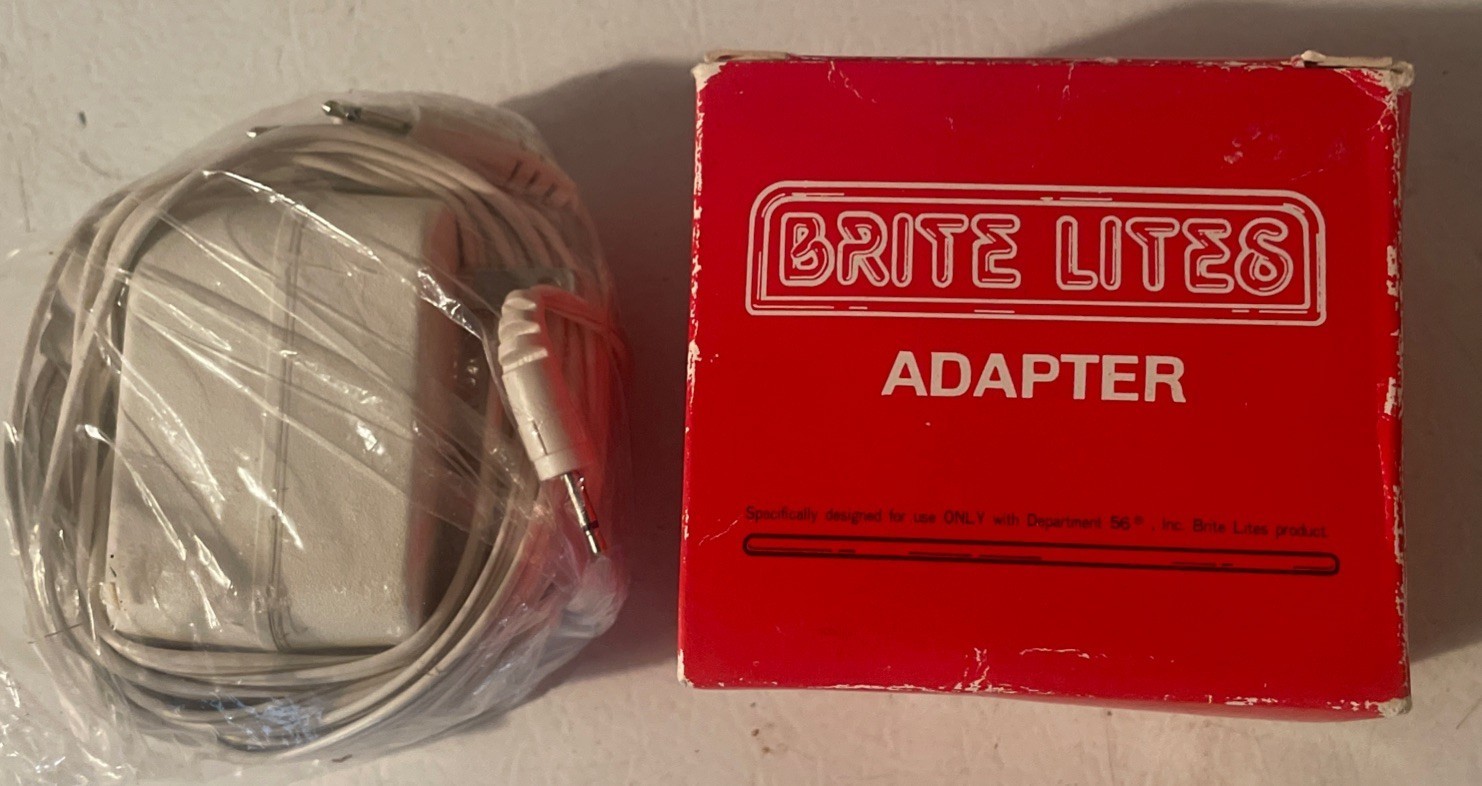 BRITE LITES
ADAPTER
Specifically designed for use ONLY with Department 56®, Inc. Brite Lites product.